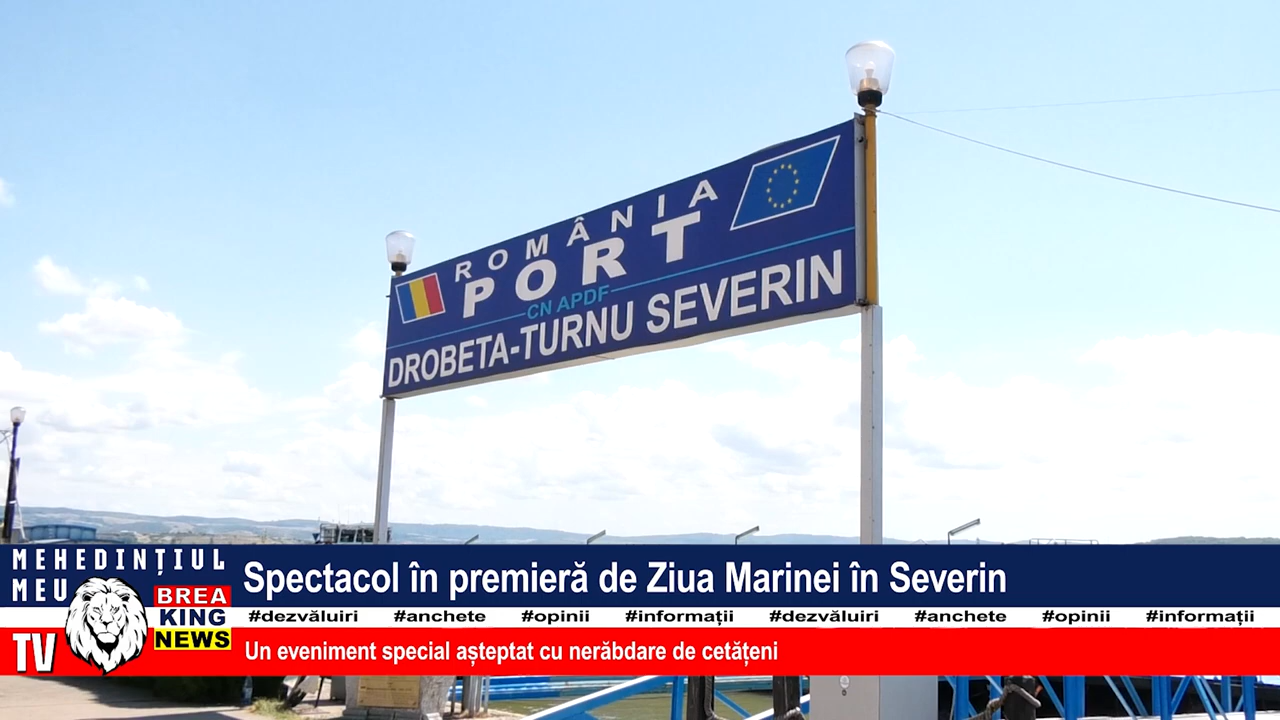 ROMÂNIA
PORT
CN APDF
DROBETA-TURNU SEVERIN
MEHEDINȚIUL
MEU
TV
BREA
KING
NEWS
Spectacol în premieră de Ziua Marinei în Severin
#dezvăluiri #anchete #opinii #informații #dezvăluiri #anchete #opinii #informații
Un eveniment special așteptat cu nerăbdare de cetățeni